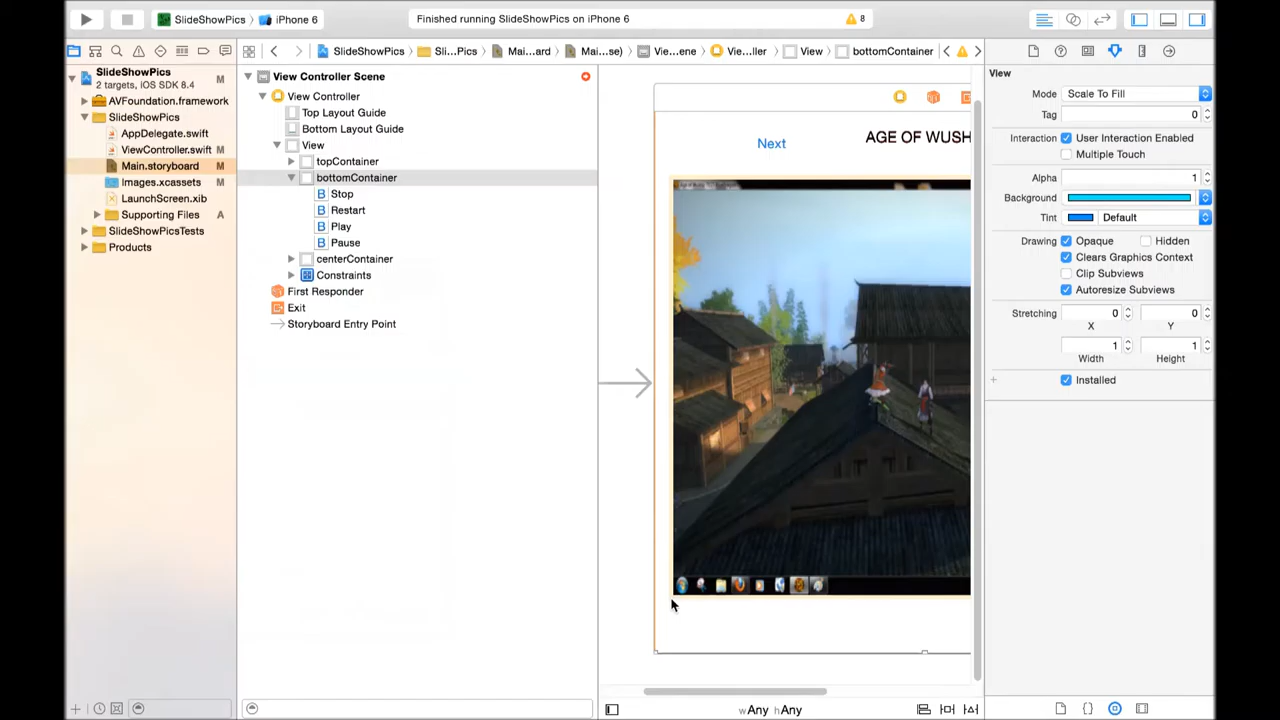 SlideShowPics
iPhone 6
Finished running SlideShowPics on iPhone 6
8
SlideShowPics
Sli...Pics
Mai...ard
Mai...se)
Vie...ene
Vie...ller
View
bottomContainer
SlideShowPics
M
2 targets, iOS SDK 8.4
AVFoundation.framework
SlideShowPics
AppDelegate.swift
ViewController.swift
M
Main.storyboard
M
Images.xcassets
M
LaunchScreen.xib
Supporting Files
A
SlideShowPicsTests
Products
View Controller Scene
View Controller
Top Layout Guide
Bottom Layout Guide
View
topContainer
bottomContainer
B Stop
B Restart
B Play
B Pause
centerContainer
Constraints
First Responder
Exit
Storyboard Entry Point
Next
AGE OF WUSH
wAny hAny
View
Mode
Scale To Fill
Tag
0
Interaction
User Interaction Enabled
Multiple Touch
Alpha
1
Background
Tint
Default
Drawing
Opaque
Hidden
Clears Graphics Context
Clip Subviews
Autoresize Subviews
Stretching
0
0
X
Y
1
1
Width
Height
+
Installed